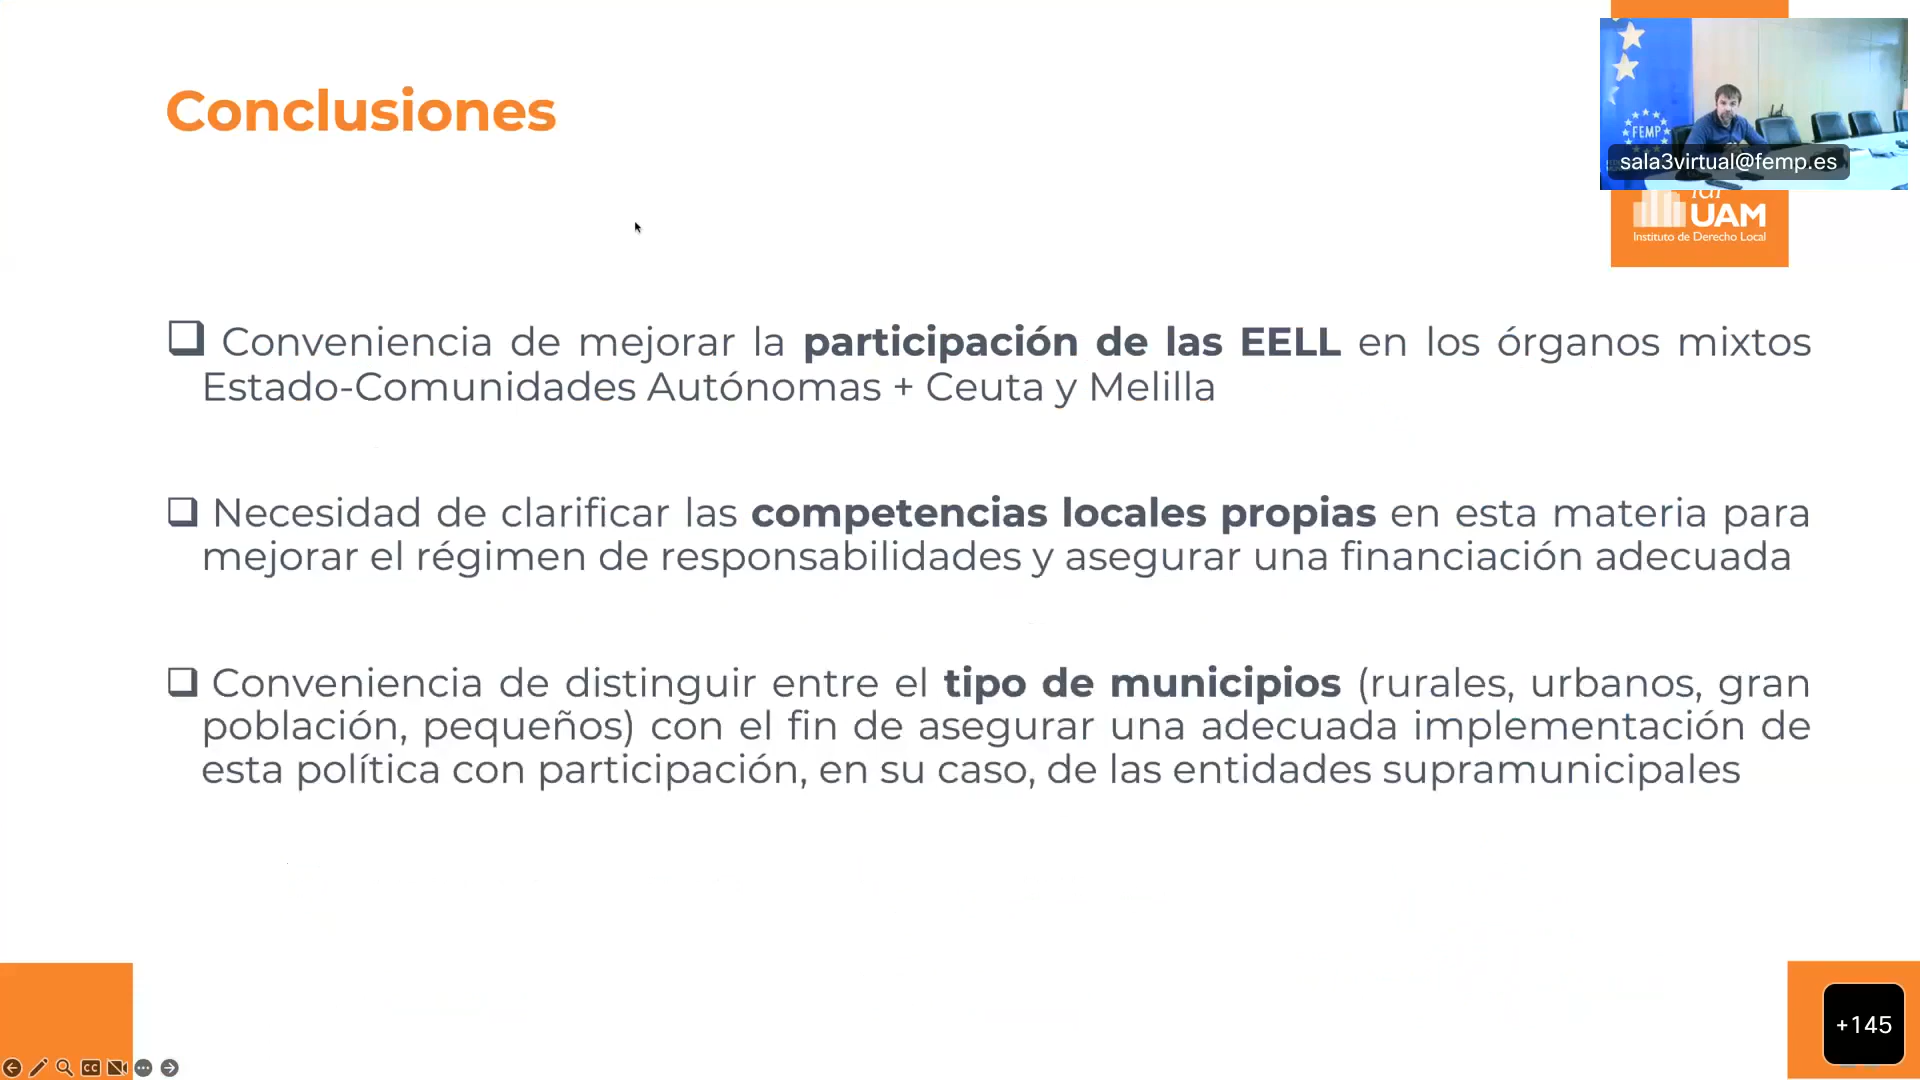 Conclusiones
FEMP
sala3virtual@femp.es
UAM
Instituto de Derecho Local
Conveniencia de mejorar la participación de las EELL en los órganos mixtos
Estado-Comunidades Autónomas + Ceuta y Melilla
Necesidad de clarificar las competencias locales propias en esta materia para
mejorar el régimen de responsabilidades y asegurar una financiación adecuada
Conveniencia de distinguir entre el tipo de municipios (rurales, urbanos, gran
población, pequeños) con el fin de asegurar una adecuada implementación de
esta política con participación, en su caso, de las entidades supramunicipales
CC
+145